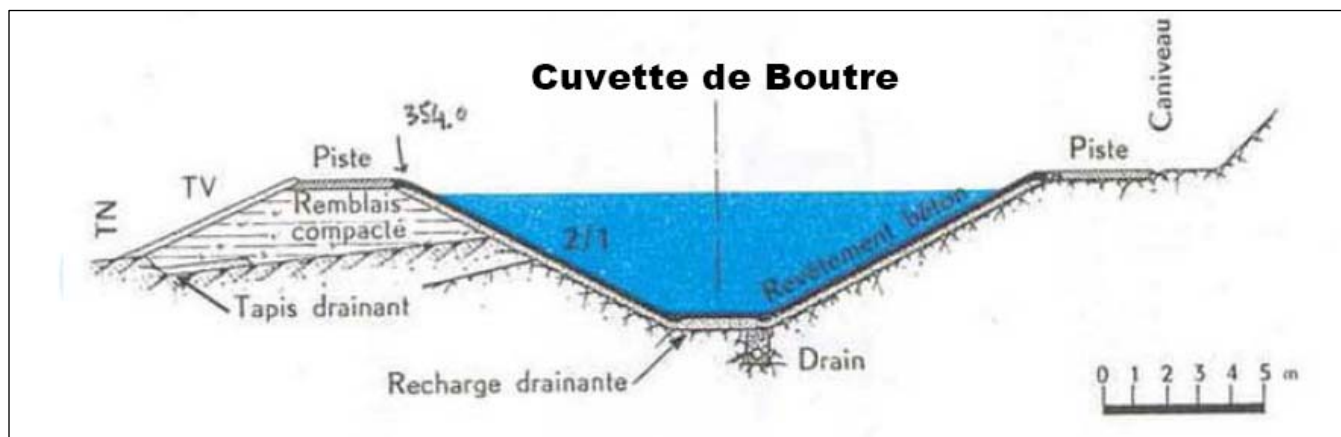 Cuvette de Boutre
354.0
Piste
TV
TN
Remblais
compacté
2/1
Revêtement béton
Piste
Caniveau
Tapis drainant
Recharge drainante
Drain
0 1 2 3 4 5 m